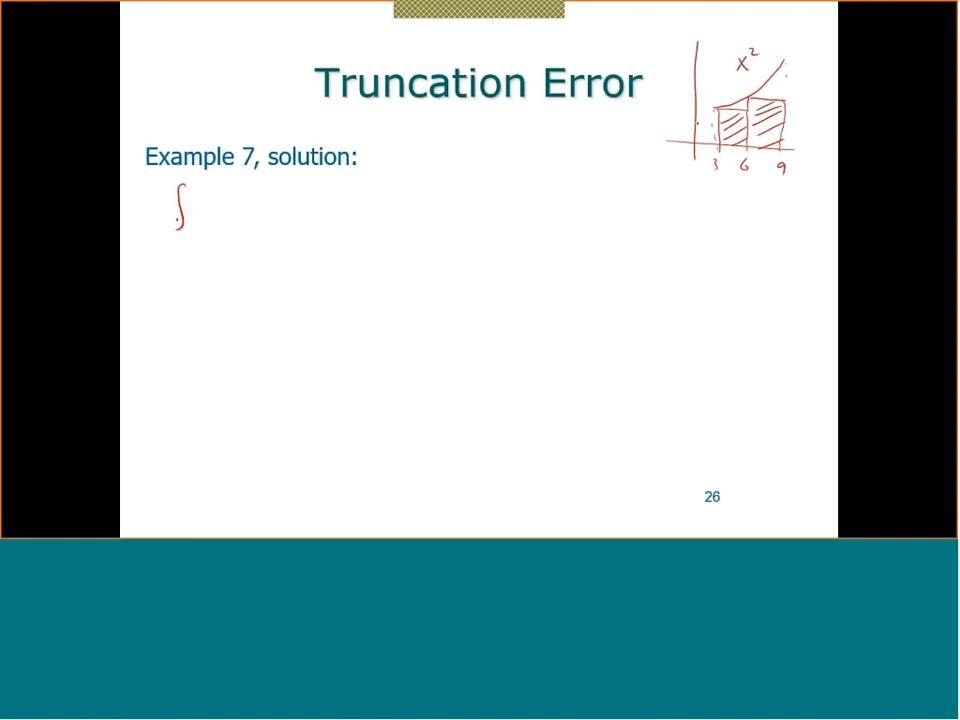 Truncation Error
x²
3 6 9
Example 7, solution:
∫
26